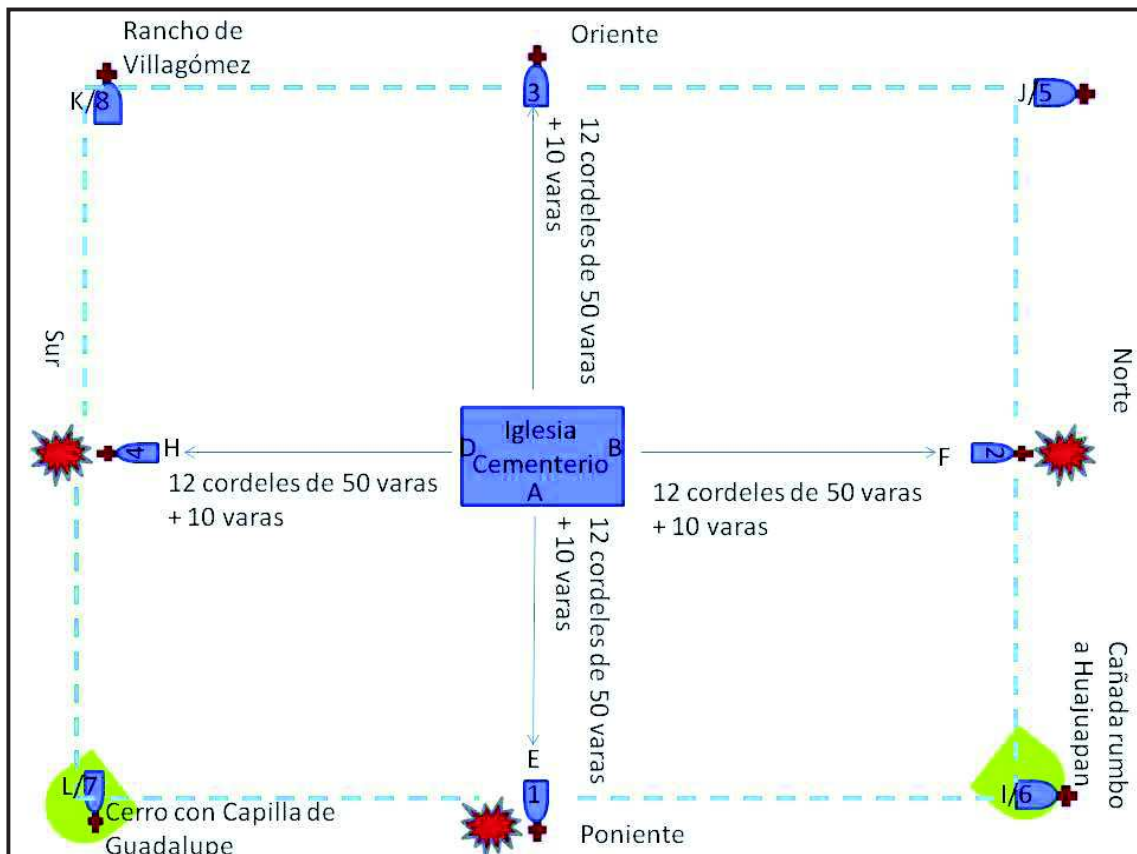 Rancho de
Villagómez
Oriente
K/8
3
J/5
12 cordeles de 50 varas
+ 10 varas
Sur
Norte
4
H
D
Iglesia
Cementerio
B
A
F
2
12 cordeles de 50 varas
+ 10 varas
12 cordeles de 50 varas
+ 10 varas
12 cordeles de 50 varas
+ 10 varas
E
1
Poniente
L/7
Cerro con Capilla de
Guadalupe
I/6
Cañada rumbo
a Huajuapan